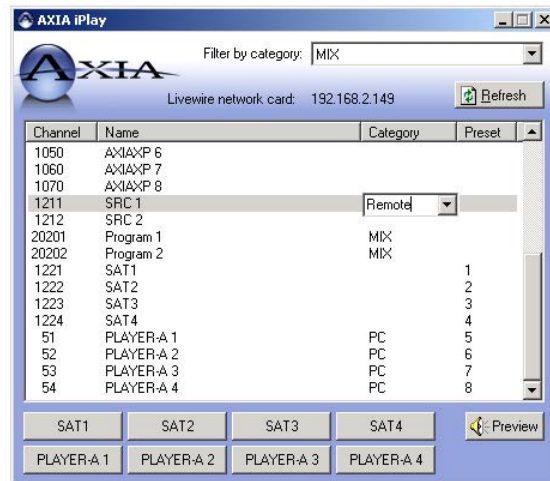 AXIA iPlay
AXIA
Filter by category: MIX
Livewire network card: 192.168.2.149 Refresh
Channel Name Category Preset
1050 AXIAXP 6
1060 AXIAXP 7
1070 AXIAXP 8
1211 SRC 1 Remote
1212 SRC 2
20201 Program 1 MIX
20202 Program 2 MIX
1221 SAT1 1
1222 SAT2 2
1223 SAT3 3
1224 SAT4 4
51 PLAYER-A 1 PC 5
52 PLAYER-A 2 PC 6
53 PLAYER-A 3 PC 7
54 PLAYER-A 4 PC 8
SAT1 SAT2 SAT3 SAT4 Preview
PLAYER-A 1 PLAYER-A 2 PLAYER-A 3 PLAYER-A 4